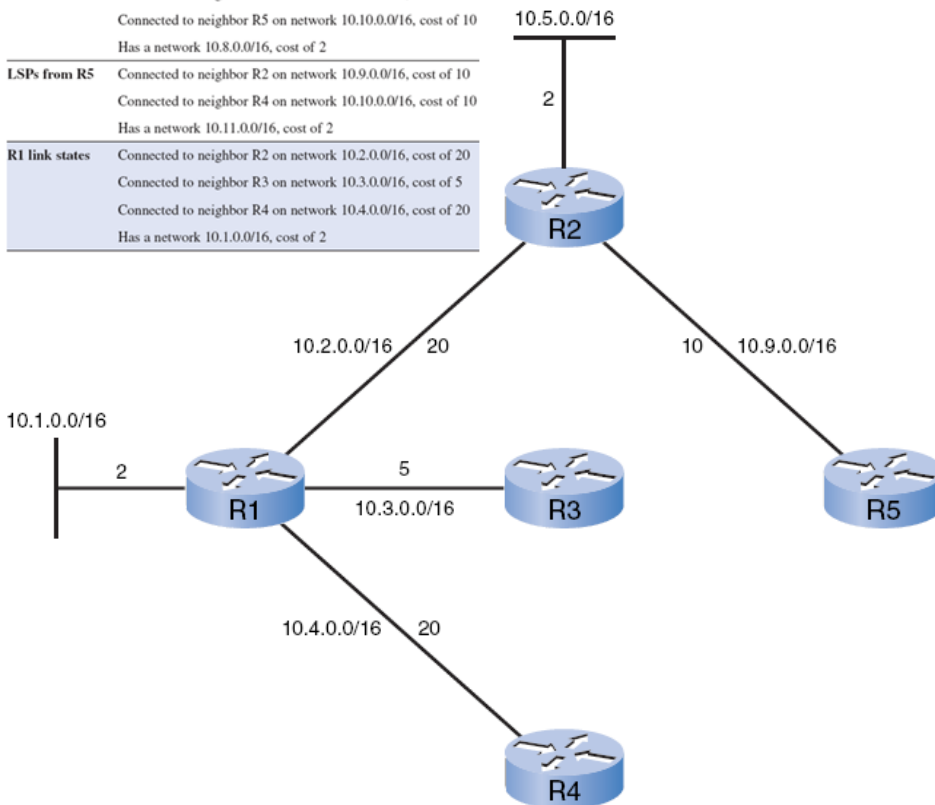 Connected to neighbor R5 on network 10.10.0.0/16, cost of 10
Has a network 10.8.0.0/16, cost of 2
LSPs from R5 Connected to neighbor R2 on network 10.9.0.0/16, cost of 10
Connected to neighbor R4 on network 10.10.0.0/16, cost of 10
Has a network 10.11.0.0/16, cost of 2
R1 link states Connected to neighbor R2 on network 10.2.0.0/16, cost of 20
Connected to neighbor R3 on network 10.3.0.0/16, cost of 5
Connected to neighbor R4 on network 10.4.0.0/16, cost of 20
Has a network 10.1.0.0/16, cost of 2
10.5.0.0/16
2
R2
10.2.0.0/16 20
10 10.9.0.0/16
10.1.0.0/16
2
R1
5
10.3.0.0/16
R3
R5
10.4.0.0/16 20
R4